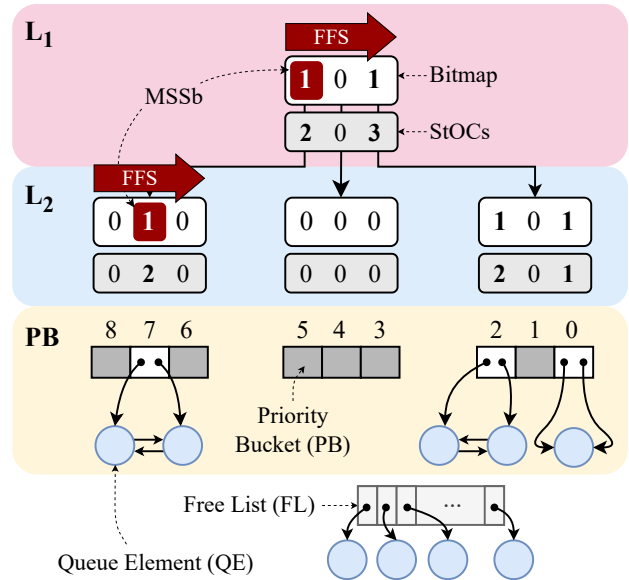 L1
FFS
MSSb
1 0 1
Bitmap
2 0 3
StOCs
L2
FFS
0 1 0
0 0 0
1 0 1
0 2 0
0 0 0
2 0 1
PB
8 7 6
5 4 3
2 1 0
Priority
Bucket (PB)
Free List (FL)
...
Queue Element (QE)